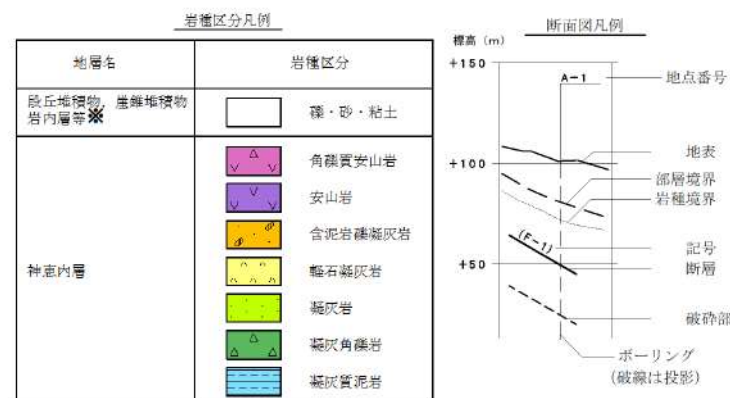 岩種区分凡例
地層名
岩種区分
段丘堆積物，崖錐堆積物
岩内層等※
礫・砂・粘土
神恵内層
角礫質安山岩
安山岩
含泥岩礫凝灰岩
軽石凝灰岩
凝灰岩
凝灰角礫岩
凝灰質泥岩
断面図凡例
標高（m）
+150
A-1
地点番号
地表
+100
部層境界
岩種境界
(F-1)
記号
+50
断層
破砕部
ボーリング
（破線は投影）